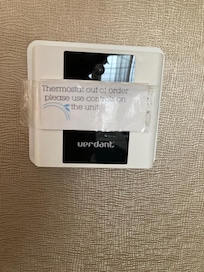 Thermostat out of order
please use controls on
the unit
verdant